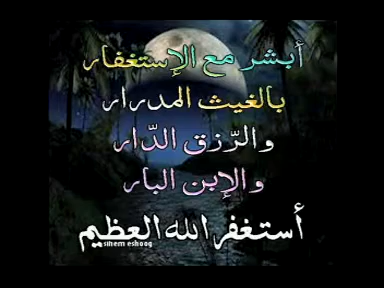 أبشر مع الإستغفار
بالغيث المدرار
والرّزق الدّار
والإبن البار
أستغفر الله العظيم
sihem eshoog